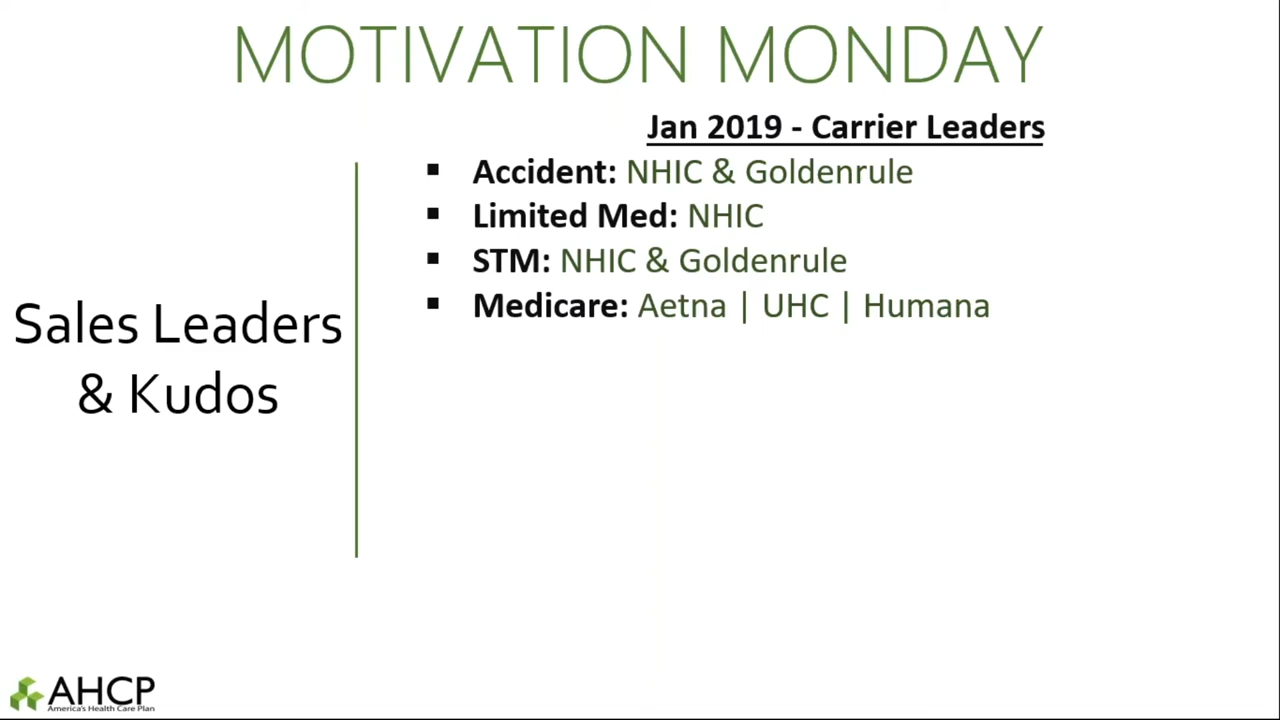 MOTIVATION MONDAY
Jan 2019 - Carrier Leaders
▪ Accident: NHIC & Goldenrule
▪ Limited Med: NHIC
▪ STM: NHIC & Goldenrule
▪ Medicare: Aetna | UHC | Humana
Sales Leaders
& Kudos
AHCP
America's Health Care Plan